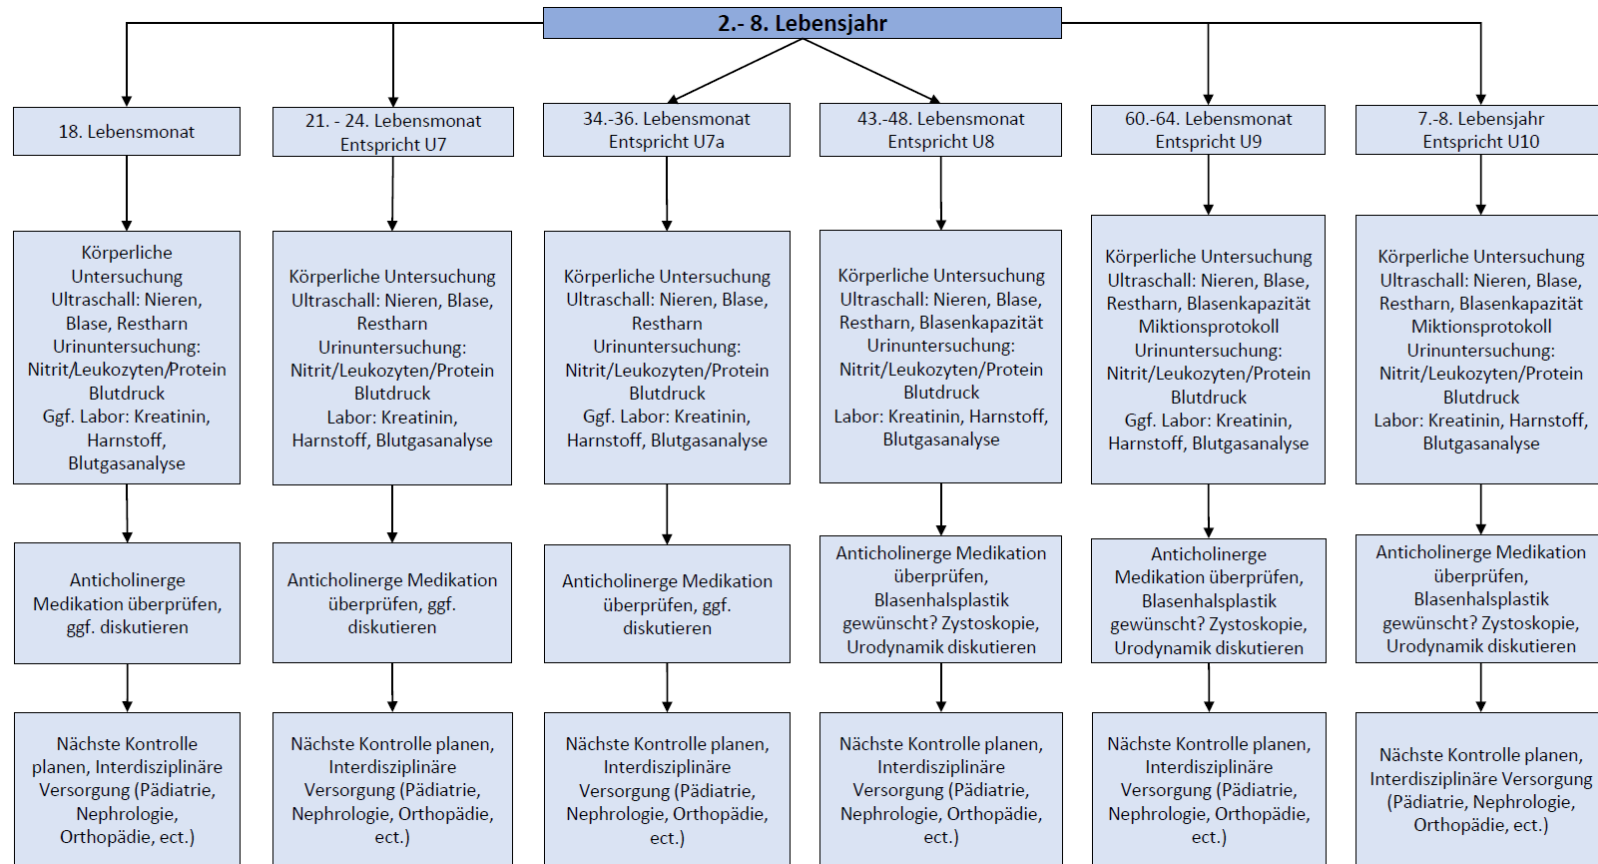 2.- 8. Lebensjahr
18. Lebensmonat
21. - 24. Lebensmonat
Entspricht U7
34.-36. Lebensmonat
Entspricht U7a
43.-48. Lebensmonat
Entspricht U8
60.-64. Lebensmonat
Entspricht U9
7.-8. Lebensjahr
Entspricht U10
Körperliche
Untersuchung
Ultraschall: Nieren,
Blase, Restharn
Urinuntersuchung:
Nitrit/Leukozyten/Protein
Blutdruck
Ggf. Labor: Kreatinin,
Harnstoff,
Blutgasanalyse
Körperliche Untersuchung
Ultraschall: Nieren, Blase,
Restharn
Urinuntersuchung:
Nitrit/Leukozyten/Protein
Blutdruck
Labor: Kreatinin,
Harnstoff, Blutgasanalyse
Körperliche Untersuchung
Ultraschall: Nieren, Blase,
Restharn
Urinuntersuchung:
Nitrit/Leukozyten/Protein
Blutdruck
Ggf. Labor: Kreatinin,
Harnstoff, Blutgasanalyse
Körperliche Untersuchung
Ultraschall: Nieren, Blase,
Restharn, Blasenkapazität
Urinuntersuchung:
Nitrit/Leukozyten/Protein
Blutdruck
Labor: Kreatinin, Harnstoff,
Blutgasanalyse
Körperliche Untersuchung
Ultraschall: Nieren, Blase,
Restharn, Blasenkapazität
Miktionsprotokoll
Urinuntersuchung:
Nitrit/Leukozyten/Protein
Blutdruck
Ggf. Labor: Kreatinin,
Harnstoff, Blutgasanalyse
Körperliche Untersuchung
Ultraschall: Nieren, Blase,
Restharn, Blasenkapazität
Miktionsprotokoll
Urinuntersuchung:
Nitrit/Leukozyten/Protein
Blutdruck
Labor: Kreatinin, Harnstoff,
Blutgasanalyse
Anticholinerge
Medikation überprüfen,
ggf. diskutieren
Anticholinerge Medikation
überprüfen, ggf.
diskutieren
Anticholinerge Medikation
überprüfen, ggf.
diskutieren
Anticholinerge Medikation
überprüfen,
Blasenhalsplastik
gewünscht? Zystoskopie,
Urodynamik diskutieren
Anticholinerge
Medikation überprüfen,
Blasenhalsplastik
gewünscht? Zystoskopie,
Urodynamik diskutieren
Anticholinerge Medikation
überprüfen,
Blasenhalsplastik
gewünscht? Zystoskopie,
Urodynamik diskutieren
Nächste Kontrolle
planen, Interdisziplinäre
Versorgung (Pädiatrie,
Nephrologie,
Orthopädie, ect.)
Nächste Kontrolle planen,
Interdisziplinäre
Versorgung (Pädiatrie,
Nephrologie, Orthopädie,
ect.)
Nächste Kontrolle planen,
Interdisziplinäre
Versorgung (Pädiatrie,
Nephrologie, Orthopädie,
ect.)
Nächste Kontrolle planen,
Interdisziplinäre
Versorgung (Pädiatrie,
Nephrologie, Orthopädie,
ect.)
Nächste Kontrolle planen,
Interdisziplinäre
Versorgung (Pädiatrie,
Nephrologie, Orthopädie,
ect.)
Nächste Kontrolle planen,
Interdisziplinäre Versorgung
(Pädiatrie, Nephrologie,
Orthopädie, ect.)